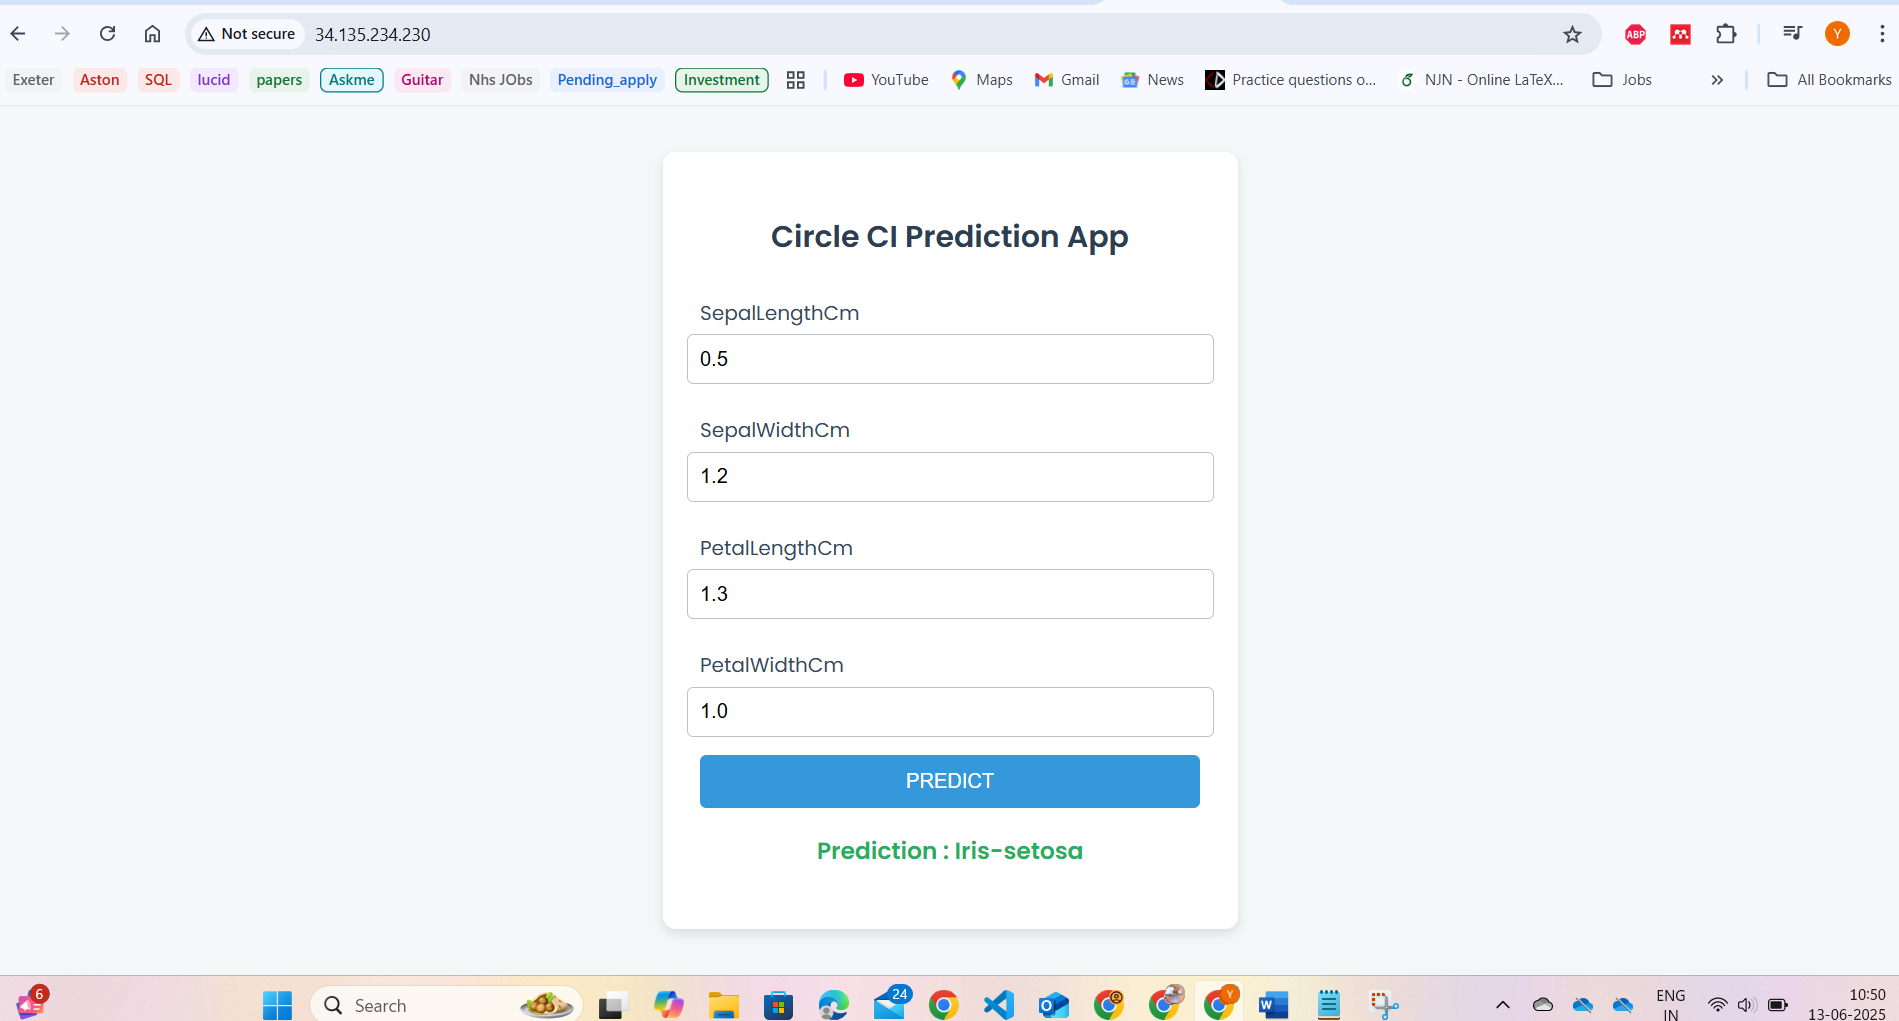 Not secure 34.135.234.230 ABP Y
Exeter Aston SQL lucid papers Askme Guitar Nhs JObs Pending_apply Investment YouTube Maps Gmail News Practice questions o... NJN - Online LaTeX... Jobs » All Bookmarks
Circle CI Prediction App
SepalLengthCm
0.5
SepalWidthCm
1.2
PetalLengthCm
1.3
PetalWidthCm
1.0
PREDICT
Prediction : Iris-setosa
6 Search 24 Y ENG 10:50
IN 13-06-2025